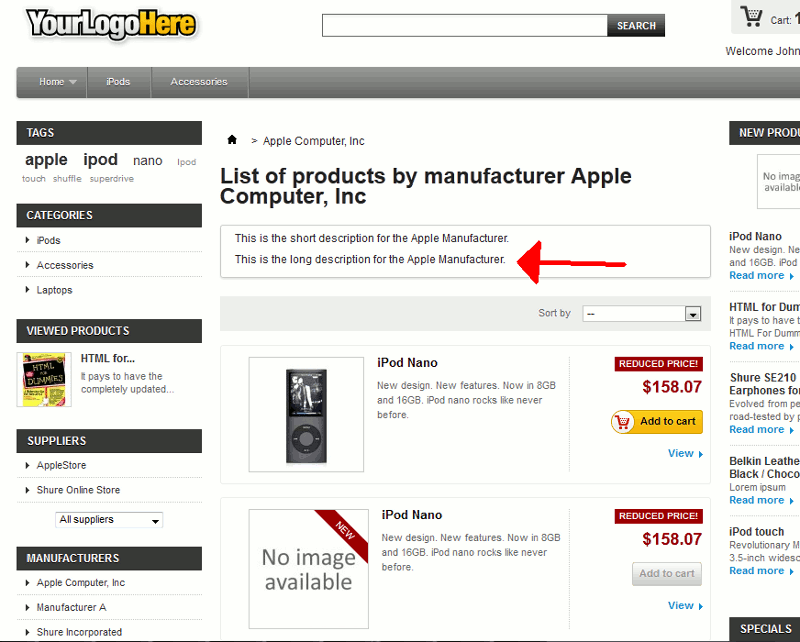 YourLogoHere
SEARCH
Cart: 1
Welcome John
Home
iPods
Accessories
TAGS
apple ipod nano Ipod
touch shuffle superdrive
CATEGORIES
iPods
Accessories
Laptops
VIEWED PRODUCTS
HTML
FOR
DUMMIES
HTML for...
It pays to have the
completely updated...
SUPPLIERS
AppleStore
Shure Online Store
All suppliers
MANUFACTURERS
Apple Computer, Inc
Manufacturer A
Shure Incorporated
> Apple Computer, Inc
List of products by manufacturer Apple
Computer, Inc
This is the short description for the Apple Manufacturer.
This is the long description for the Apple Manufacturer.
Sort by --
iPod Nano
New design. New features. Now in 8GB
and 16GB. iPod nano rocks like never
before.
REDUCED PRICE!
$158.07
Add to cart
View
NEW
No image
available
iPod Nano
New design. New features. Now in 8GB
and 16GB. iPod nano rocks like never
before.
REDUCED PRICE!
$158.07
Add to cart
View
NEW PRODU
No imag
availabl
iPod Nano
New design. Ne
and 16GB. iPod
Read more
HTML for Dum
It pays to have t
HTML For Dumm
Read more
Shure SE210
Earphones for
Evolved from pe
road-tested by p
Read more
Belkin Leathe
Black / Choco
Lorem ipsum
Read more
iPod touch
Revolutionary M
3.5-inch widesc
Read more
SPECIALS